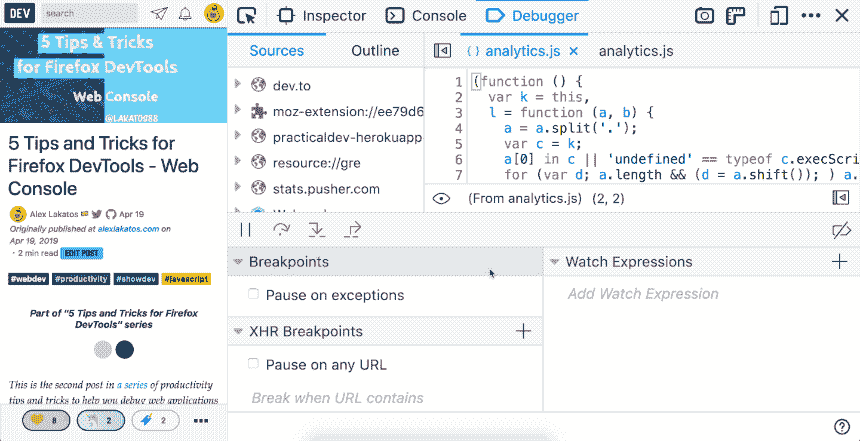 DEV
search
5 Tips & Tricks
for Firefox DevTools
Web Console
@LAKATOS88
5 Tips and Tricks for
Firefox DevTools - Web
Console
Alex Lakatos Apr 19
Originally published at alexlakatos.com on
Apr 19, 2019
・2 min read EDIT POST
#webdev #productivity #showdev #javascript
Part of "5 Tips and Tricks for Firefox
DevTools" series
This is the second post in a series of productivity
tips and tricks to help you debug web applications
8 2 2
Inspector Console Debugger
Sources Outline
dev.to
moz-extension://ee79d6
practicaldev-herokuapp
resource://gre
stats.pusher.com
{ } analytics.js × analytics.js
1 (function () {
2 var k = this,
3 l = function (a, b) {
4 a = a.split('.');
5 var c = k;
6 a[0] in c || 'undefined' == typeof c.execScri
7 for (var d; a.length && (d = a.shift()); ) a.
(From analytics.js) (2, 2)
Breakpoints
Pause on exceptions
XHR Breakpoints
Pause on any URL
Break when URL contains
Watch Expressions
Add Watch Expression